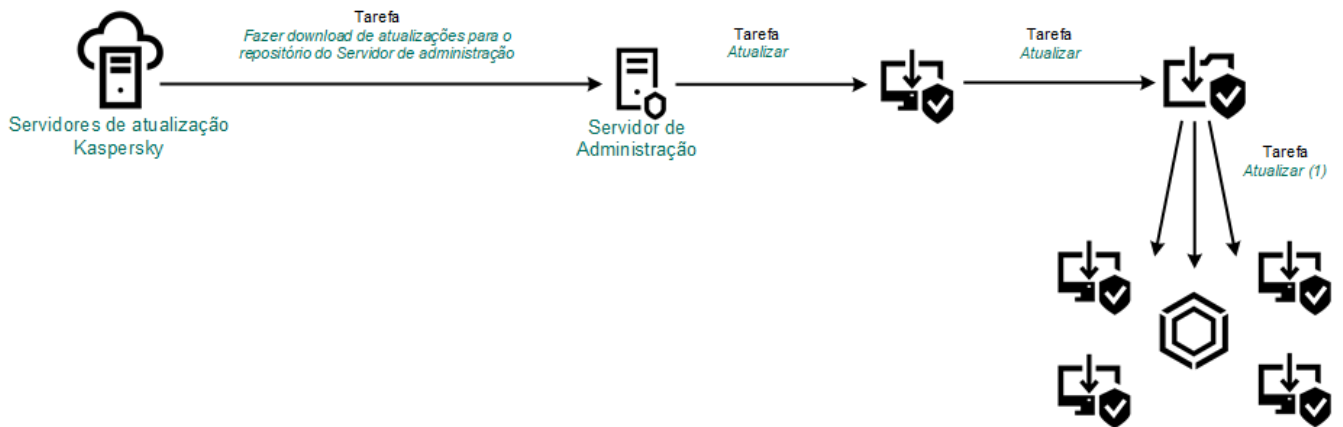 Tarefa
Fazer download de atualizações para o
repositório do Servidor de administração
Tarefa
Atualizar
Tarefa
Atualizar
Servidores de atualização
Kaspersky
Servidor de
Administração
Tarefa
Atualizar (1)